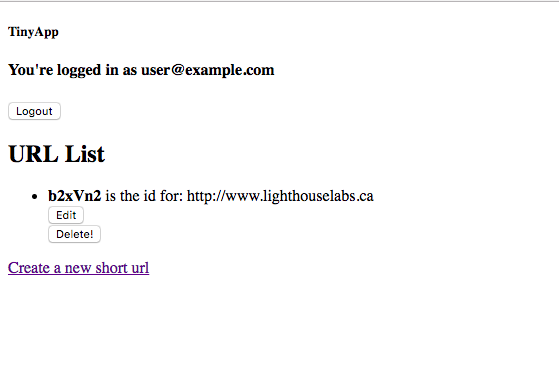 TinyApp
You're logged in as user@example.com
Logout
URL List
b2xVn2 is the id for: http://www.lighthouselabs.ca
Edit
Delete!
Create a new short url